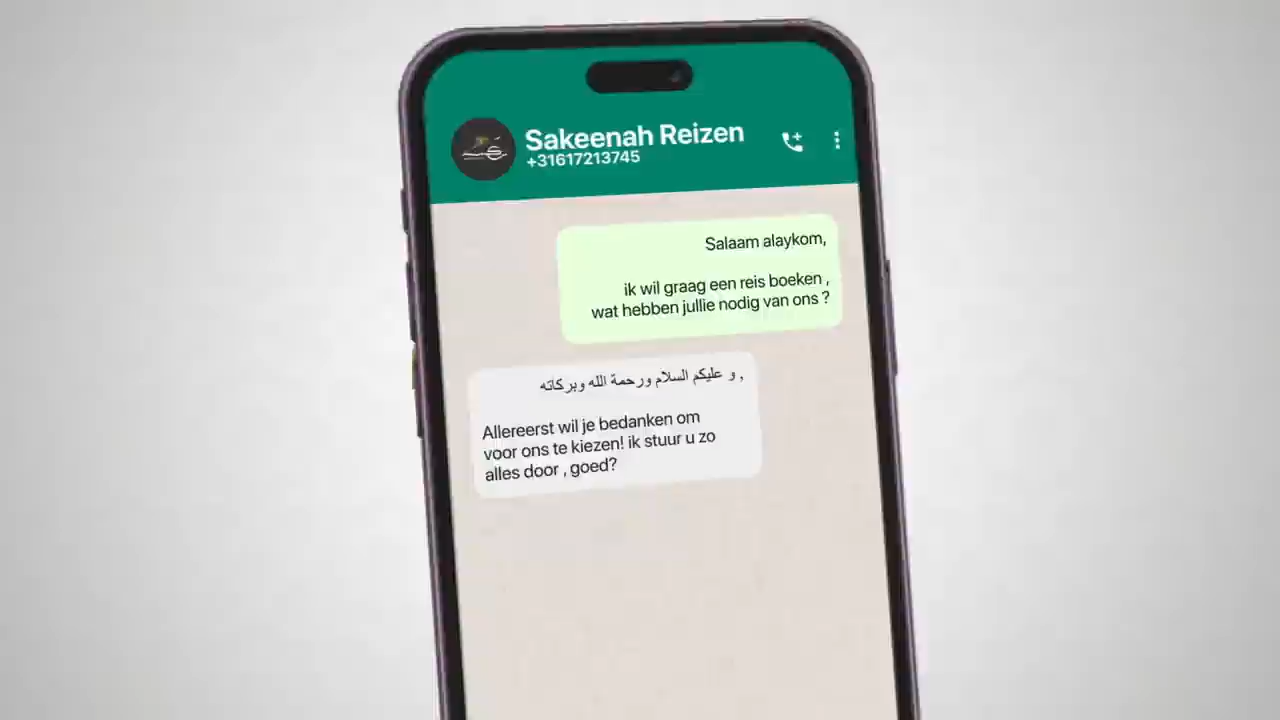 Sakeenah Reizen
+31617213745
Salaam alaykom,
ik wil graag een reis boeken ,
wat hebben jullie nodig van ons ?
و عليكم السلام ورحمة الله وبركاته ,
Allereerst wil je bedanken om
voor ons te kiezen! ik stuur u zo
alles door , goed?